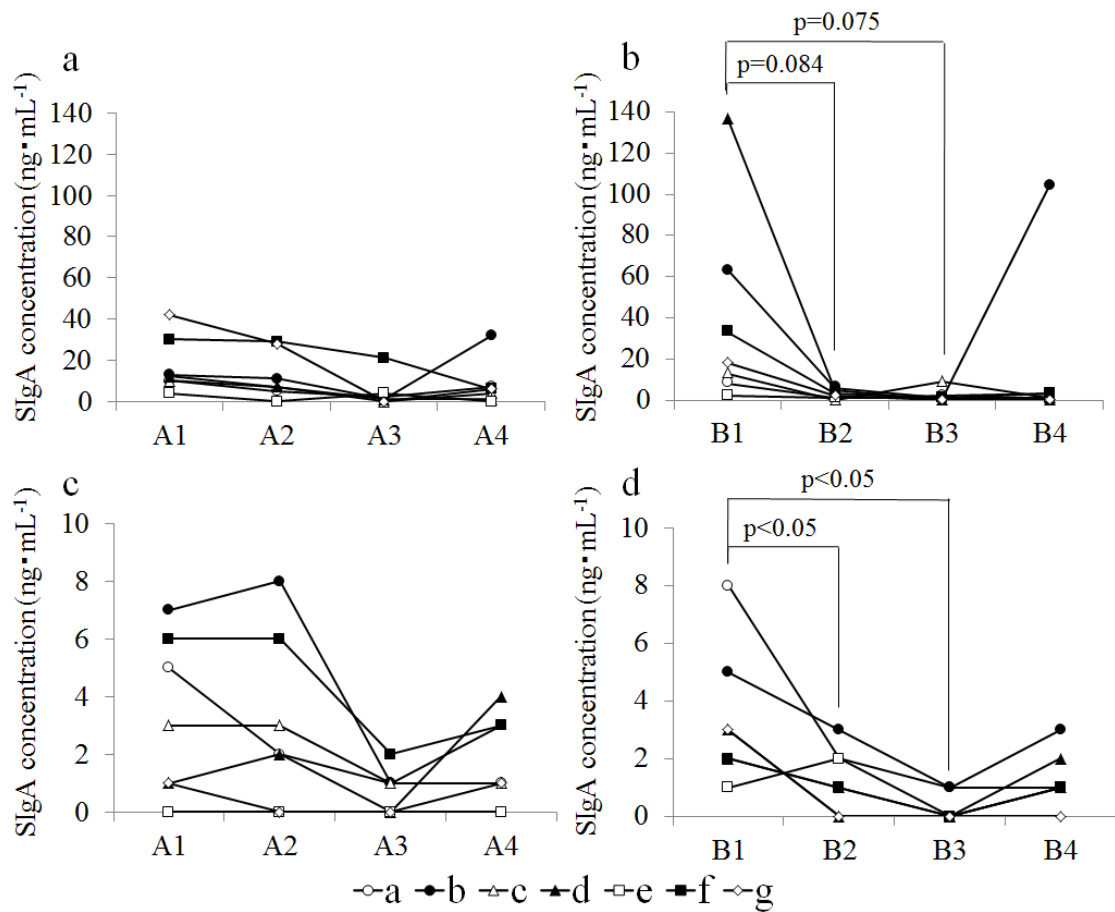 a
SIgA concentration (ng・mL⁻¹)
140
120
100
80
60
40
20
0
A1 A2 A3 A4
b
p=0.075
p=0.084
SIgA concentration (ng・mL⁻¹)
140
120
100
80
60
40
20
0
B1 B2 B3 B4
c
SIgA concentration (ng・mL⁻¹)
10
8
6
4
2
0
A1 A2 A3 A4
d
p<0.05
p<0.05
SIgA concentration (ng・mL⁻¹)
10
8
6
4
2
0
B1 B2 B3 B4
a b c d e f g